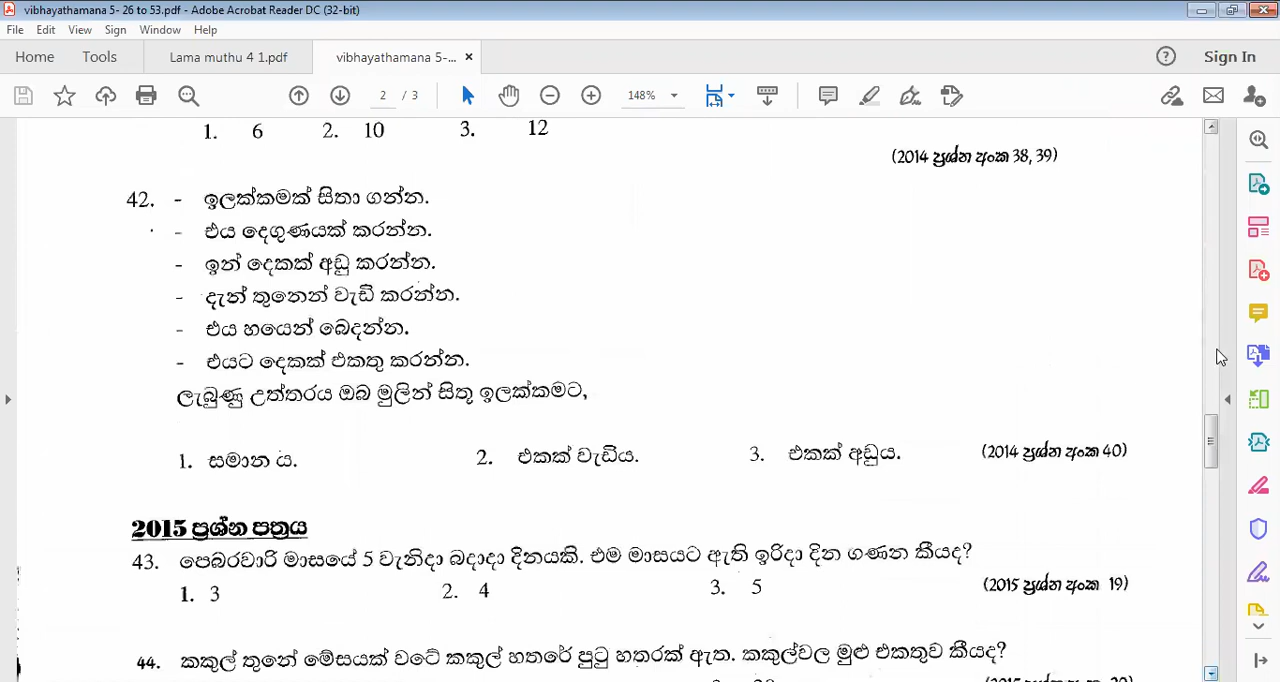 vibhayathamana 5- 26 to 53.pdf - Adobe Acrobat Reader DC (32-bit)
File Edit View Sign Window Help
Home Tools Lama muthu 4 1.pdf vibhayathamana 5-... × Sign In
2 / 3 148%
1. 6 2. 10 3. 12
(2014 ප්‍රශ්න අංක 38, 39)
42. - ඉලක්කමක් සිතා ගන්න.
- එය දෙගුණයක් කරන්න.
- ඉන් දෙකක් අඩු කරන්න.
- දැන් තුනෙන් වැඩි කරන්න.
- එය හයෙන් බෙදන්න.
- එයට දෙකක් එකතු කරන්න.
ලැබුණු උත්තරය ඔබ මුලින් සිතූ ඉලක්කමට,
1. සමාන ය. 2. එකක් වැඩිය. 3. එකක් අඩුය. (2014 ප්‍රශ්න අංක 40)
2015 ප්‍රශ්න පත්‍රය
43. පෙබරවාරි මාසයේ 5 වැනිදා බදාදා දිනයකි. එම මාසයට ඇති ඉරිදා දින ගණන කීයද?
1. 3 2. 4 3. 5 (2015 ප්‍රශ්න අංක 19)
44. කකුල් තුනේ මේසයක් වටේ කකුල් හතරේ පුටු හතරක් ඇත. කකුල්වල මුළු එකතුව කීයද?